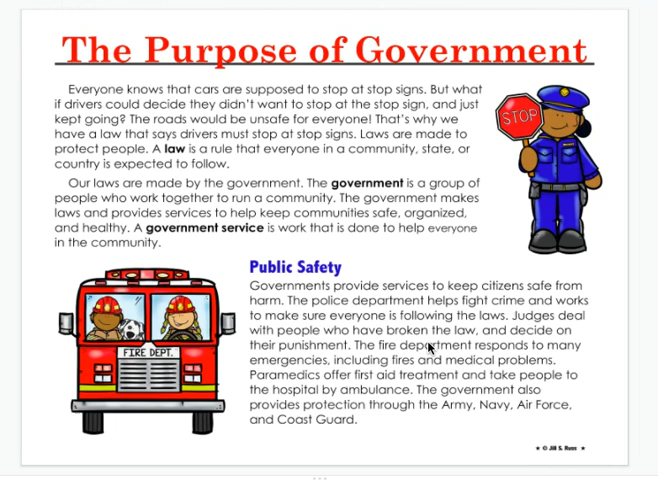 The Purpose of Government
Everyone knows that cars are supposed to stop at stop signs. But what
if drivers could decide they didn't want to stop at the stop sign, and just
kept going? The roads would be unsafe for everyone! That's why we
have a law that says drivers must stop at stop signs. Laws are made to
protect people. A law is a rule that everyone in a community, state, or
country is expected to follow.
STOP
Our laws are made by the government. The government is a group of
people who work together to run a community. The government makes
laws and provides services to help keep communities safe, organized,
and healthy. A government service is work that is done to help everyone
in the community.
Public Safety
Governments provide services to keep citizens safe from
harm. The police department helps fight crime and works
to make sure everyone is following the laws. Judges deal
with people who have broken the law, and decide on
their punishment. The fire department responds to many
emergencies, including fires and medical problems.
Paramedics offer first aid treatment and take people to
the hospital by ambulance. The government also
provides protection through the Army, Navy, Air Force,
and Coast Guard.
FIRE DEPT.
★ © Jill S. Russ ★